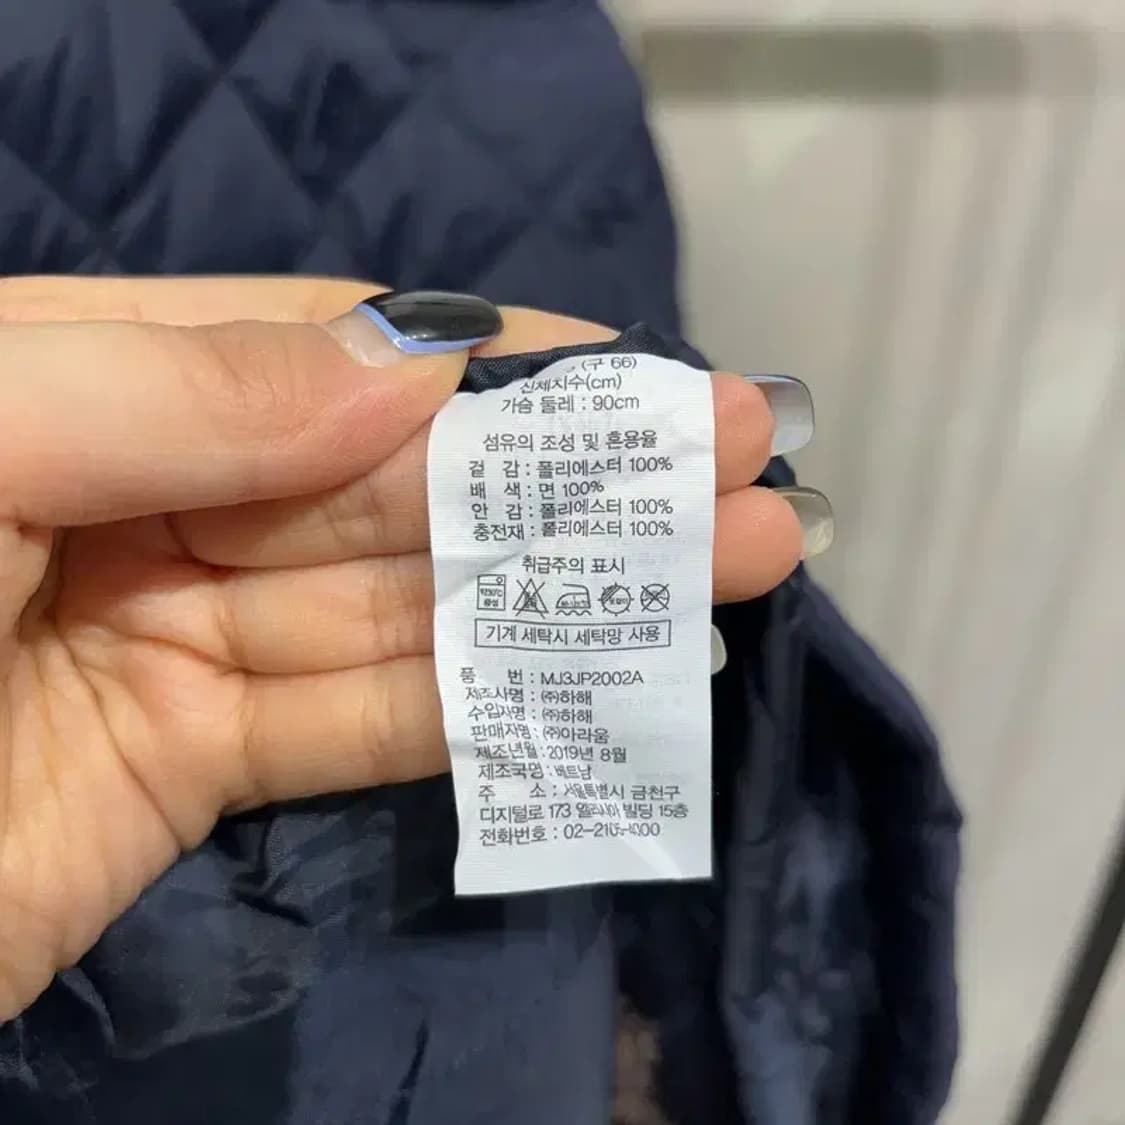 (구 66)
신체치수(cm)
가슴 둘레 : 90cm
섬유의 조성 및 혼용율
겉 감 : 폴리에스터 100%
배 색 : 면 100%
안 감 : 폴리에스터 100%
충전재 : 폴리에스터 100%
취급주의 표시
기계 세탁시 세탁망 사용
품 번 : MJ3JP2002A
제조사명 : ㈜하해
수입자명 : ㈜하해
판매자명 : ㈜아라움
제조년월 : 2019년 8월
제조국명 : 베트남
주 소 : 서울특별시 금천구
디지털로 173 빌딩 15층
전화번호 : 02-2105-4000